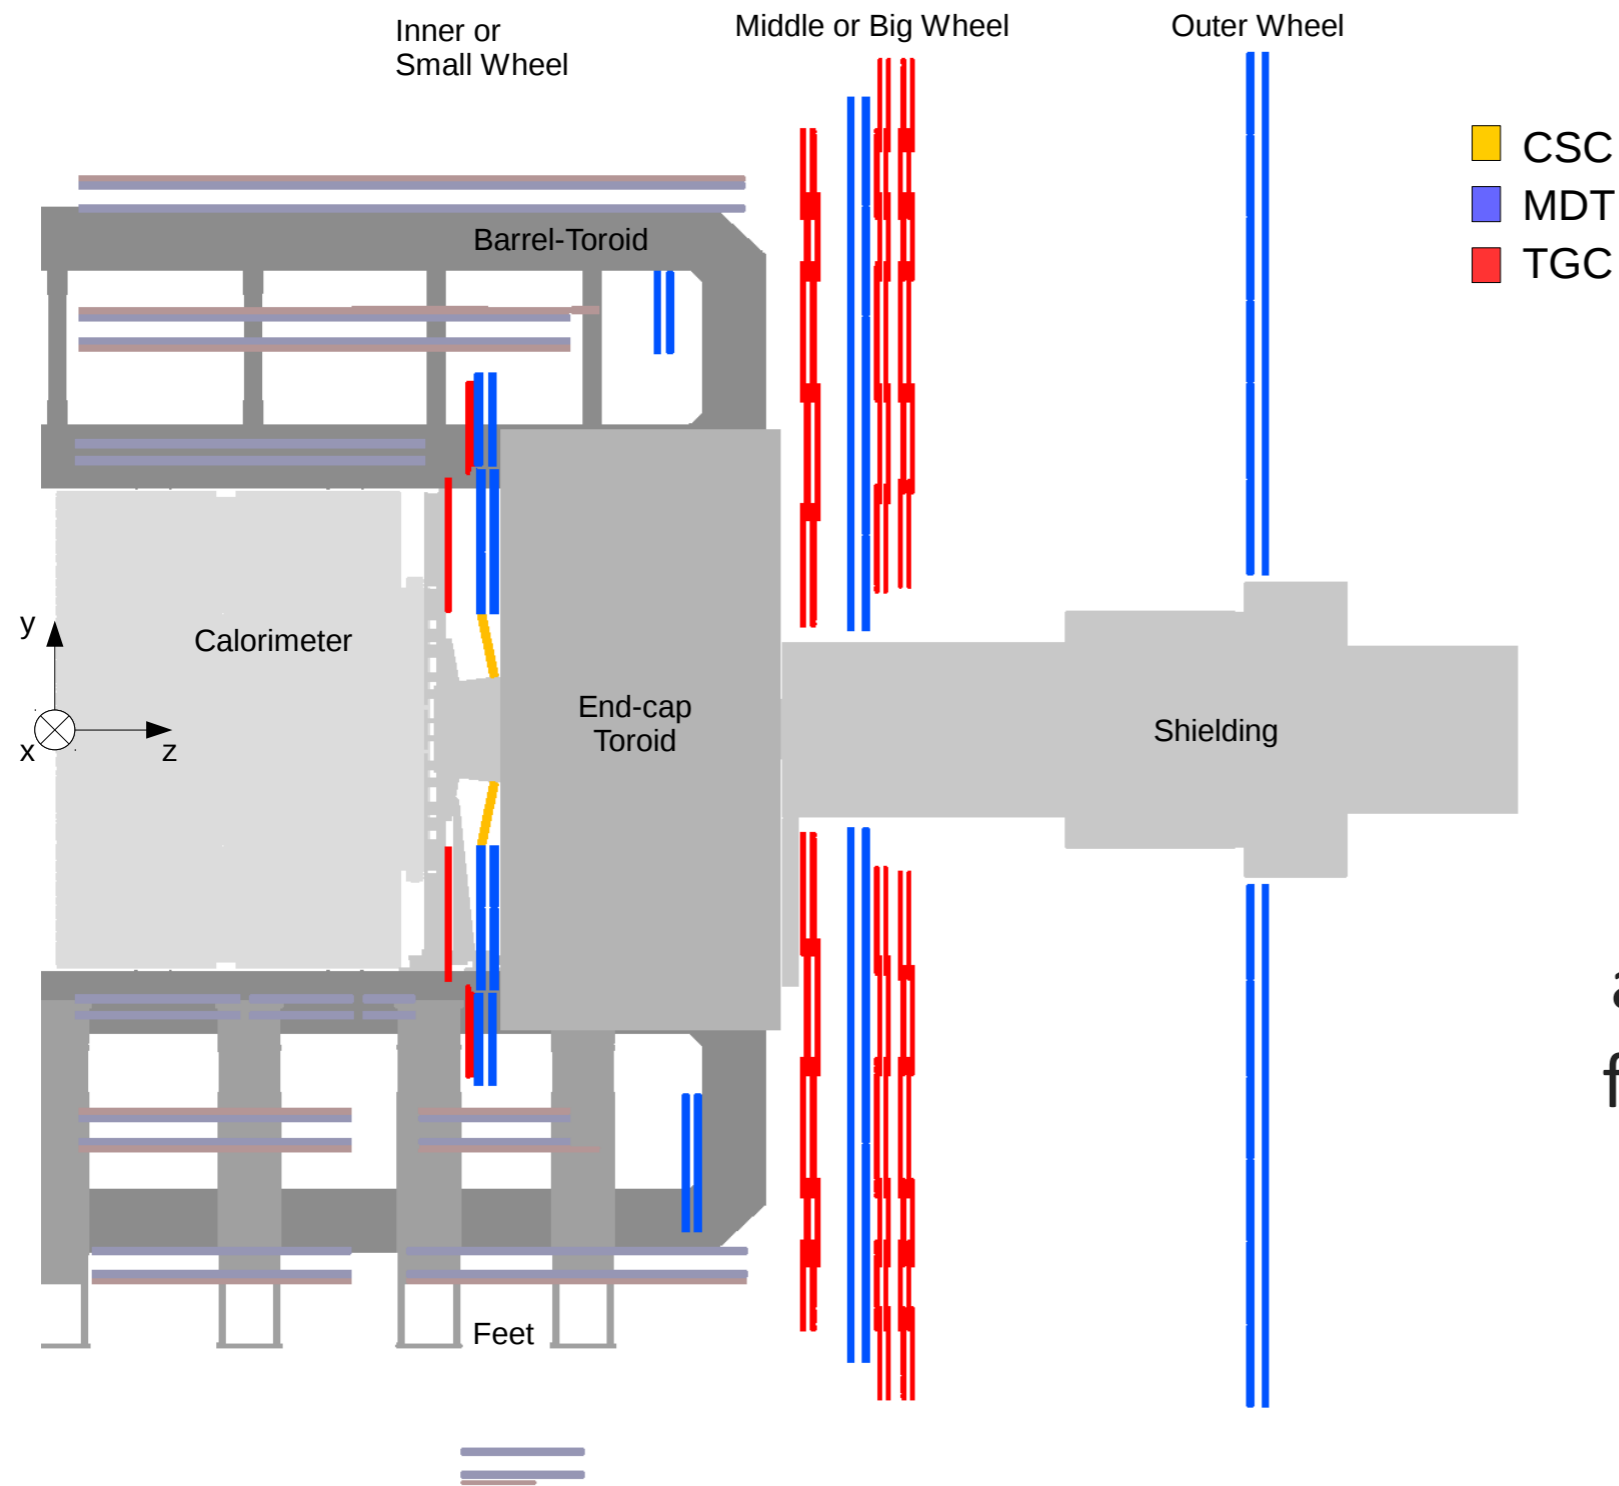 Inner or
Small Wheel
Middle or Big Wheel
Outer Wheel
CSC
MDT
TGC
Barrel-Toroid
y
Calorimeter
x
z
End-cap
Toroid
Shielding
Feet
f